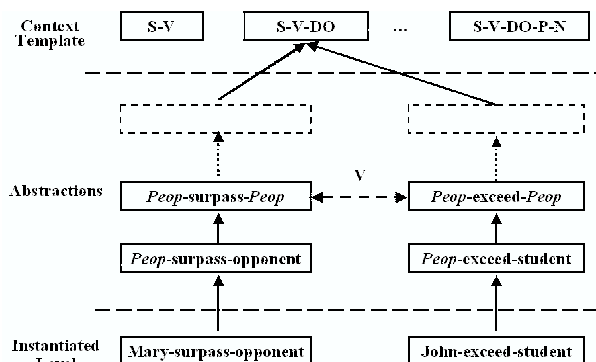 Context
Template
S-V
S-V-DO
...
S-V-DO-P-N
V
Abstractions
Peop-surpass-Peop
Peop-exceed-Peop
Peop-surpass-opponent
Peop-exceed-student
Instantiated
Mary-surpass-opponent
John-exceed-student